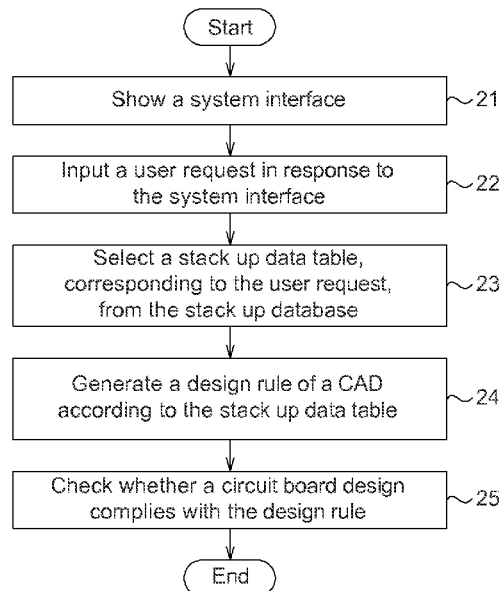 Start
Show a system interface
21
Input a user request in response to
the system interface
22
Select a stack up data table,
corresponding to the user request,
from the stack up database
23
Generate a design rule of a CAD
according to the stack up data table
24
Check whether a circuit board design
complies with the design rule
25
End